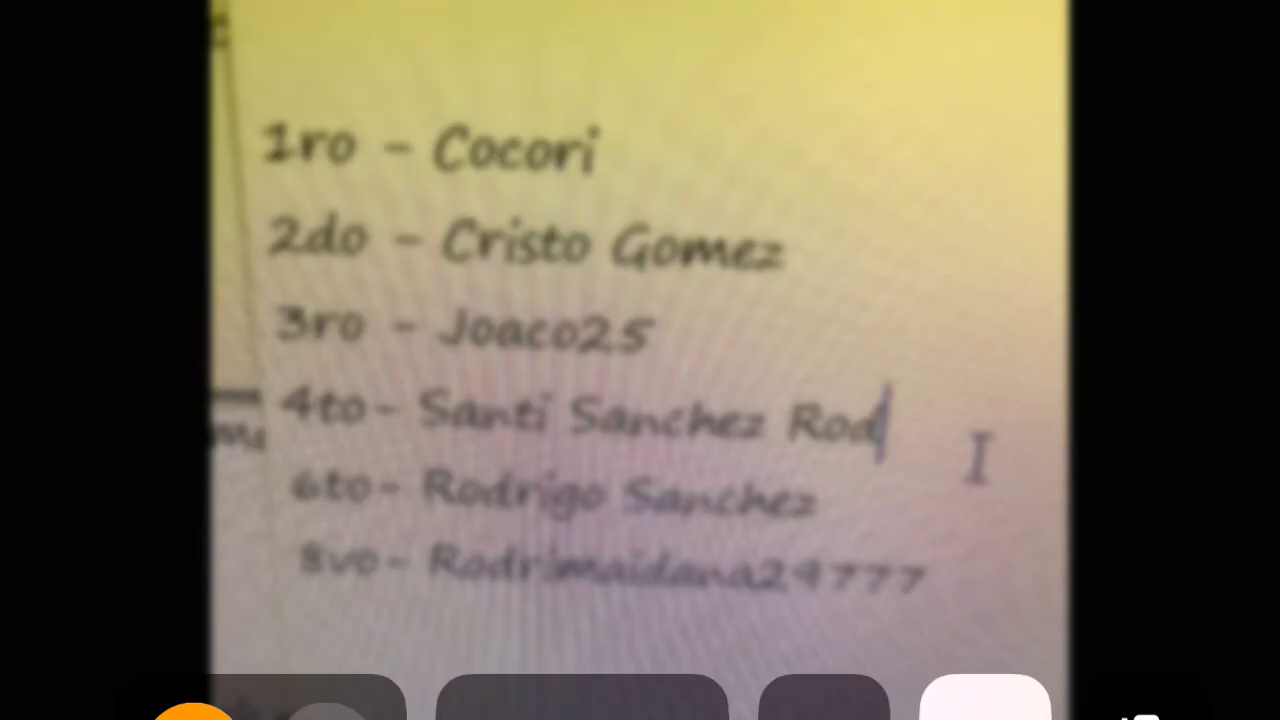 1ro - Cocori
2do - Cristo Gomez
3ro - Joaco25
4to- Santi Sanchez Rod
6to- Rodrigo Sanchez
8vo- Rodrimaidana24777